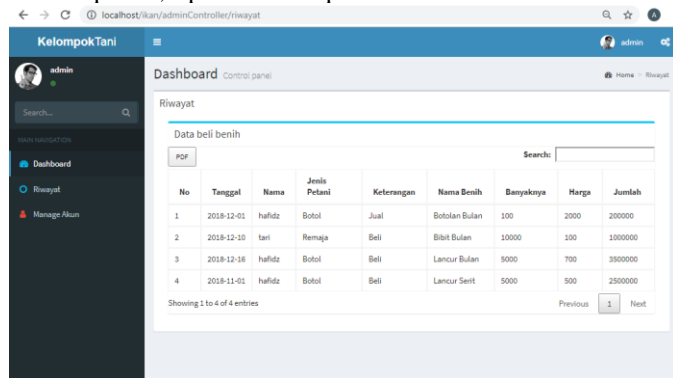 localhost/ikan/adminController/riwayat
A
KelompokTani
admin
admin
Dashboard Control panel
Home > Riwayat
Search...
Riwayat
MAIN NAVIGATION
Data beli benih
Dashboard
PDF
Search:
Riwayat
Manage Akun
No Tanggal Nama Jenis Petani Keterangan Nama Benih Banyaknya Harga Jumlah
1 2018-12-01 hafidz Botol Jual Botolan Bulan 100 2000 200000
2 2018-12-10 tari Remaja Beli Bibit Bulan 10000 100 1000000
3 2018-12-16 hafidz Botol Beli Lancur Bulan 5000 700 3500000
4 2018-11-01 hafidz Botol Beli Lancur Serit 5000 500 2500000
Showing 1 to 4 of 4 entries
Previous 1 Next